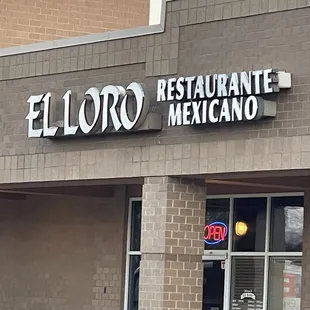 EL LORO
RESTAURANTE
MEXICANO
OPEN